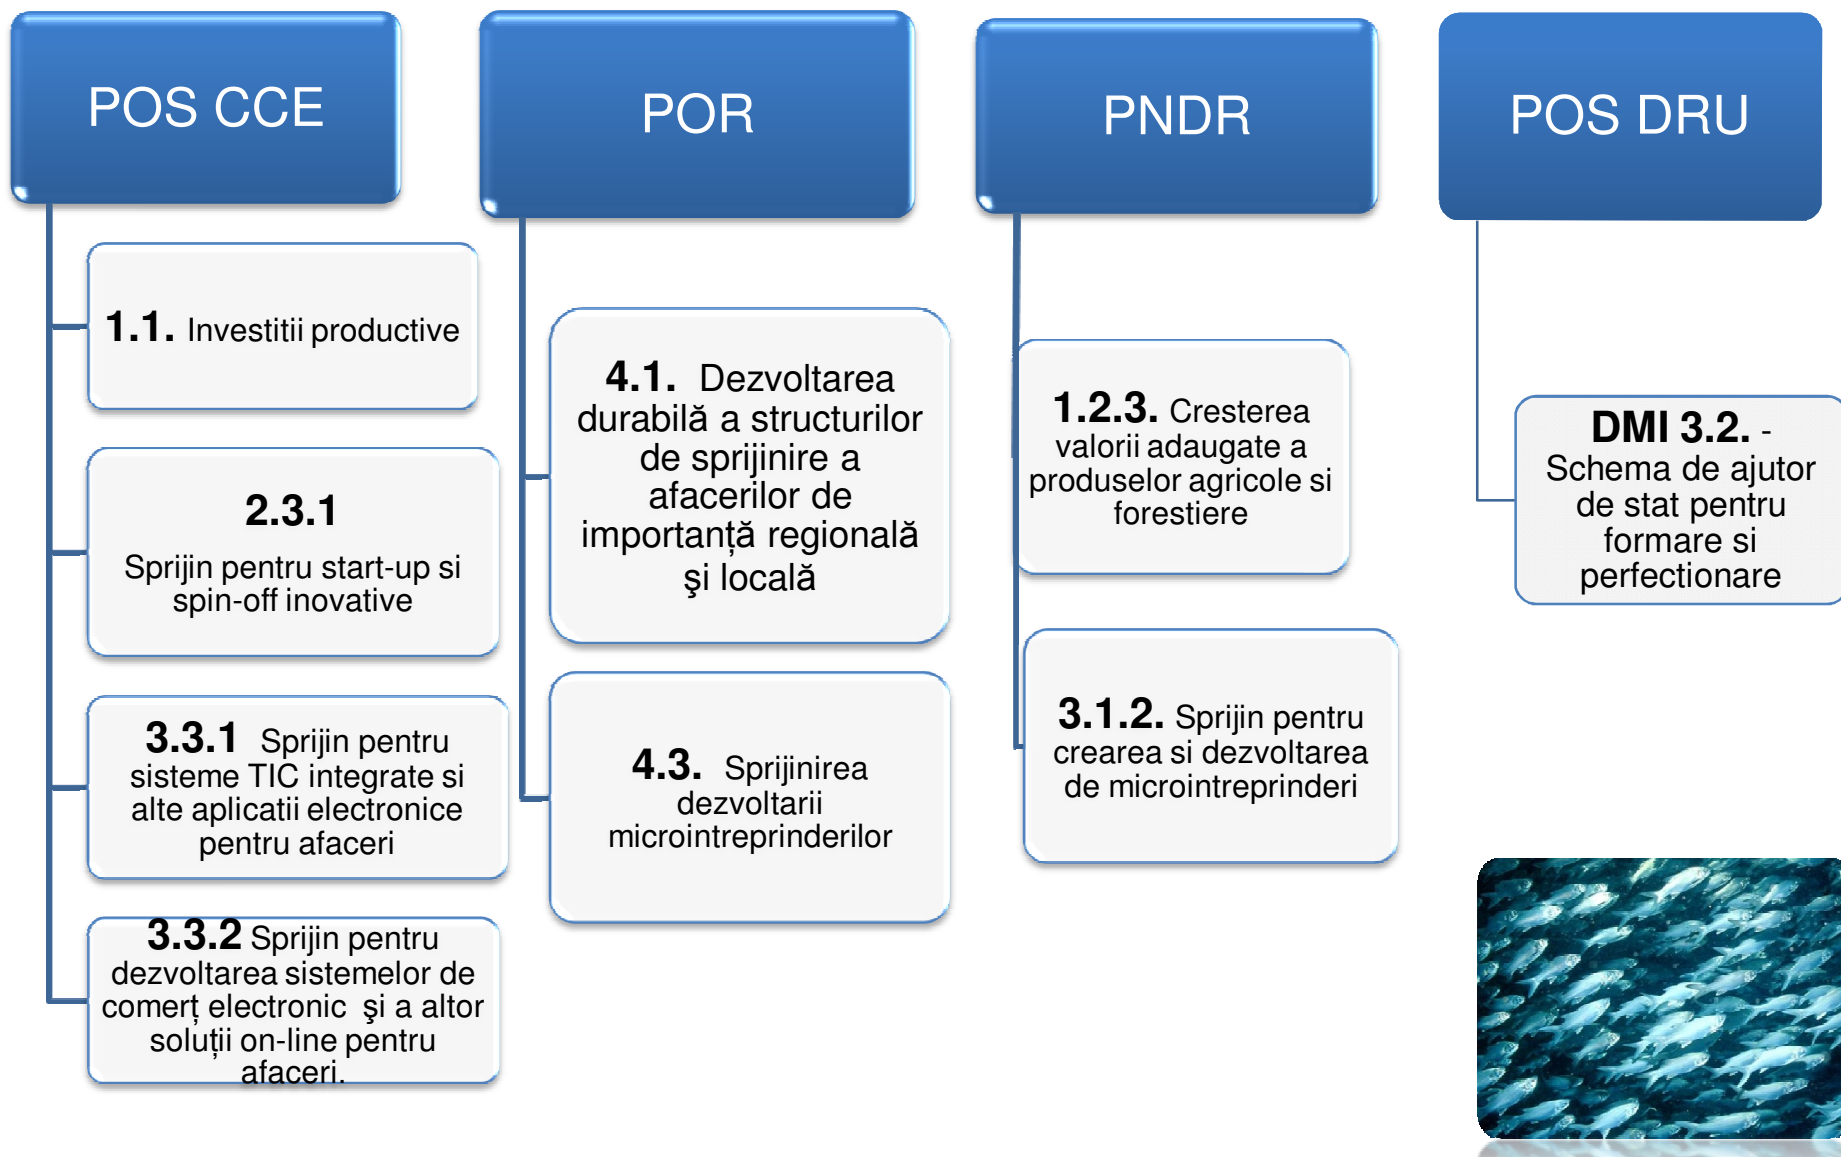 POS CCE
1.1. Investitii productive
2.3.1
Sprijin pentru start-up si
spin-off inovative
3.3.1 Sprijin pentru
sisteme TIC integrate si
alte aplicatii electronice
pentru afaceri
3.3.2 Sprijin pentru
dezvoltarea sistemelor de
comerț electronic şi a altor
soluții on-line pentru
afaceri.
POR
4.1. Dezvoltarea
durabilă a structurilor
de sprijinire a
afacerilor de
importanță regională
şi locală
4.3. Sprijinirea
dezvoltarii
microintreprinderilor
PNDR
1.2.3. Cresterea
valorii adaugate a
produselor agricole si
forestiere
3.1.2. Sprijin pentru
crearea si dezvoltarea
de microintreprinderi
POS DRU
DMI 3.2. -
Schema de ajutor
de stat pentru
formare si
perfectionare